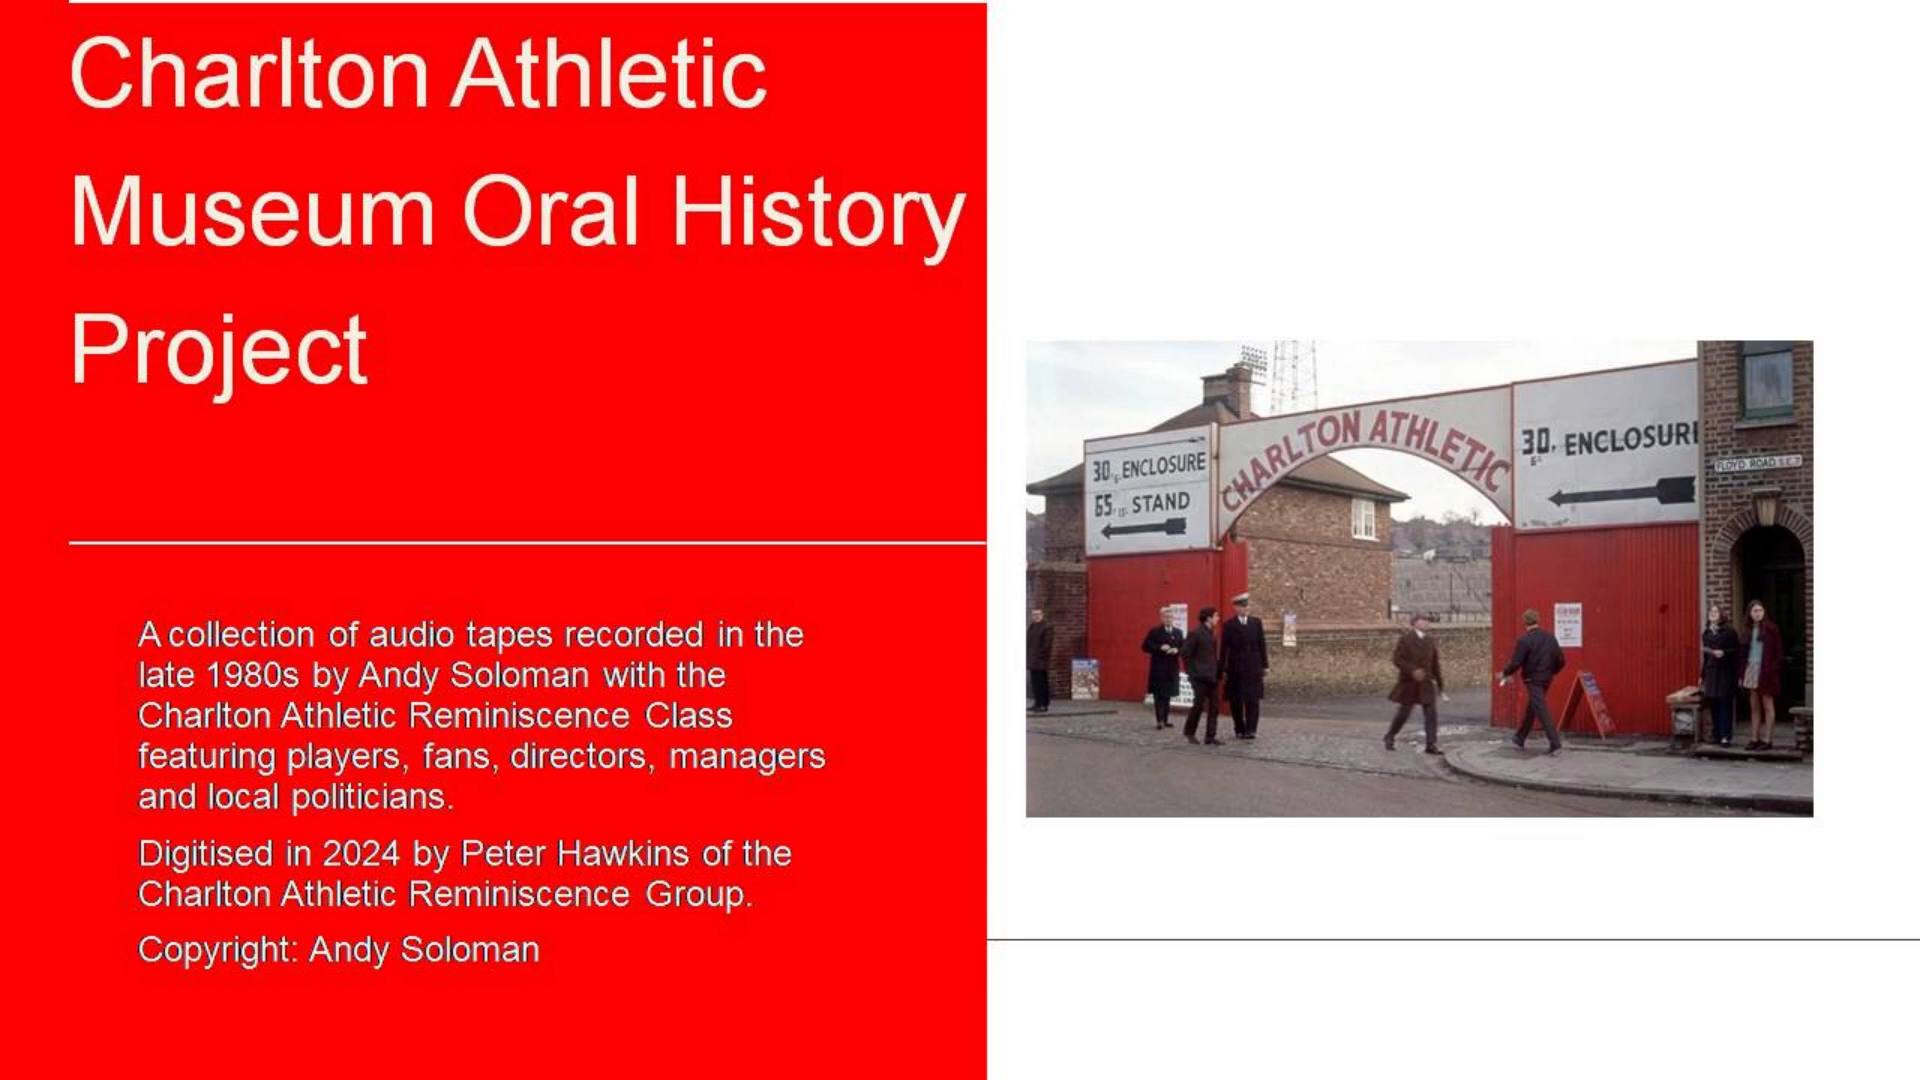 Charlton Athletic
Museum Oral History
Project
A collection of audio tapes recorded in the
late 1980s by Andy Soloman with the
Charlton Athletic Reminiscence Class
featuring players, fans, directors, managers
and local politicians.
Digitised in 2024 by Peter Hawkins of the
Charlton Athletic Reminiscence Group.
Copyright: Andy Soloman
30 ENCLOSURE
65 STAND
CHARLTON ATHLETIC
30 ENCLOSURE
FLOYD ROAD